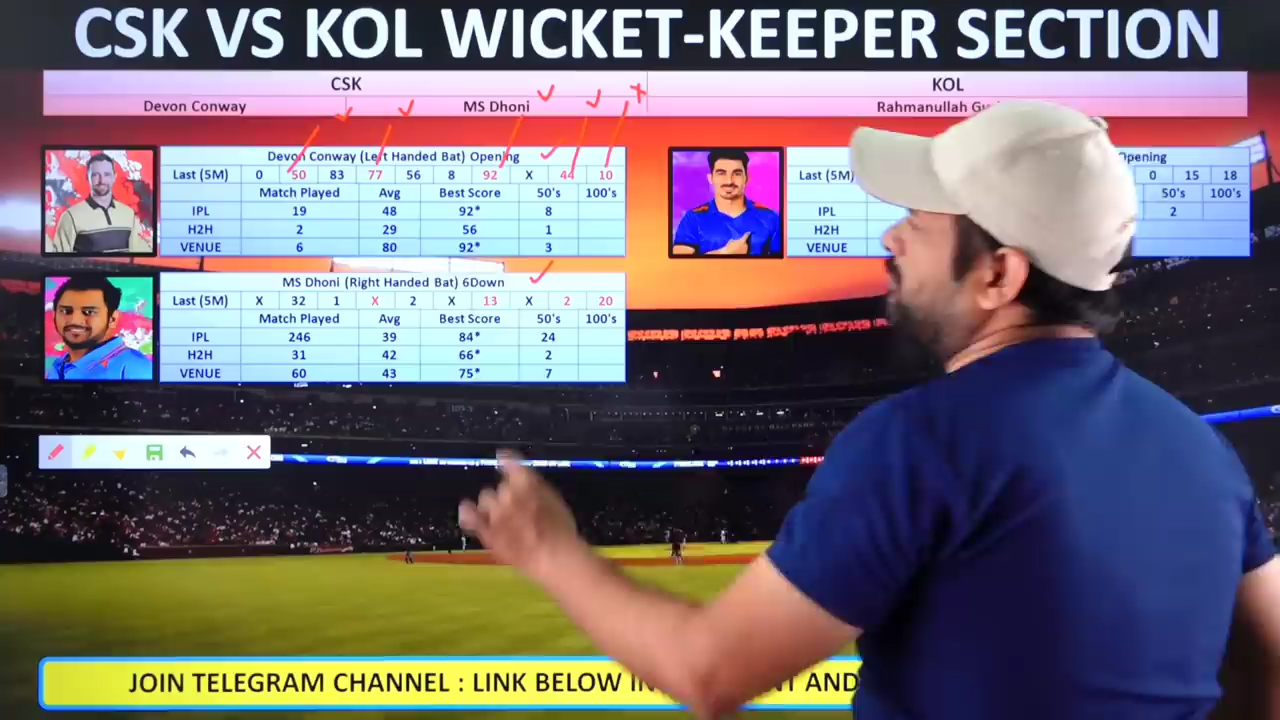 CSK VS KOL WICKET-KEEPER SECTION
CSK KOL
Devon Conway MS Dhoni Rahmanullah
Devon Conway (Left Handed Bat) Opening
Last (5M) 0 50 83 77 56 8 92 X 44 10
Match Played Avg Best Score 50's 100's
IPL 19 48 92* 8
H2H 2 29 56 1
VENUE 6 80 92* 3
MS Dhoni (Right Handed Bat) 6Down
Last (5M) X 32 1 X 2 X 13 X 2 20
Match Played Avg Best Score 50's 100's
IPL 246 39 84* 24
H2H 31 42 66* 2
VENUE 60 43 75* 7
Opening
Last (5M) 0 15 18
50's 100's
IPL 2
H2H
VENUE
JOIN TELEGRAM CHANNEL : LINK BELOW IN AND